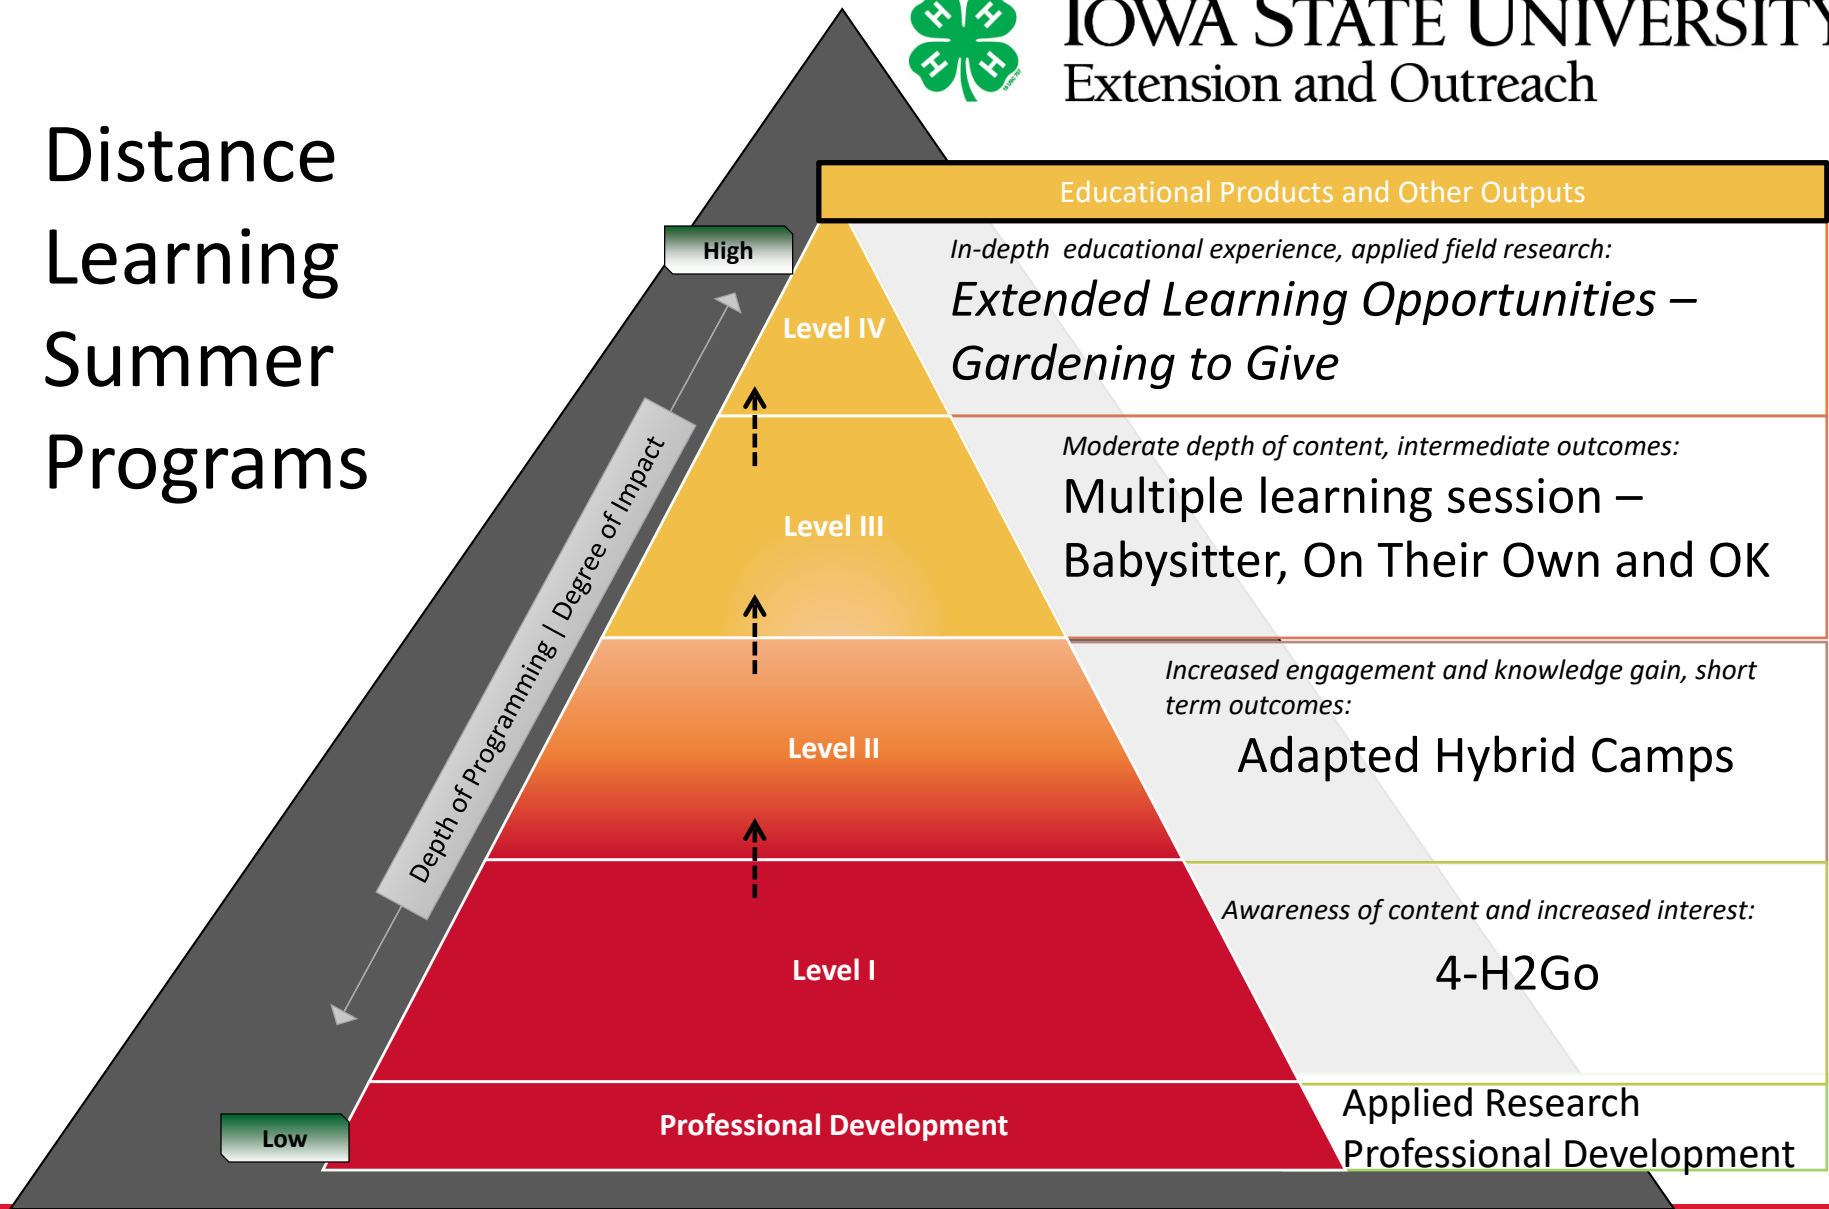 IOWA STATE UNIVERSITY
Extension and Outreach
H H
H H
Distance
Learning
Summer
Programs
Educational Products and Other Outputs
High
In-depth educational experience, applied field research:
Extended Learning Opportunities –
Gardening to Give
Level IV
Moderate depth of content, intermediate outcomes:
Multiple learning session –
Babysitter, On Their Own and OK
Level III
Depth of Programming | Degree of Impact
Increased engagement and knowledge gain, short
term outcomes:
Adapted Hybrid Camps
Level II
Awareness of content and increased interest:
4-H2Go
Level I
Applied Research
Professional Development
Professional Development
Low